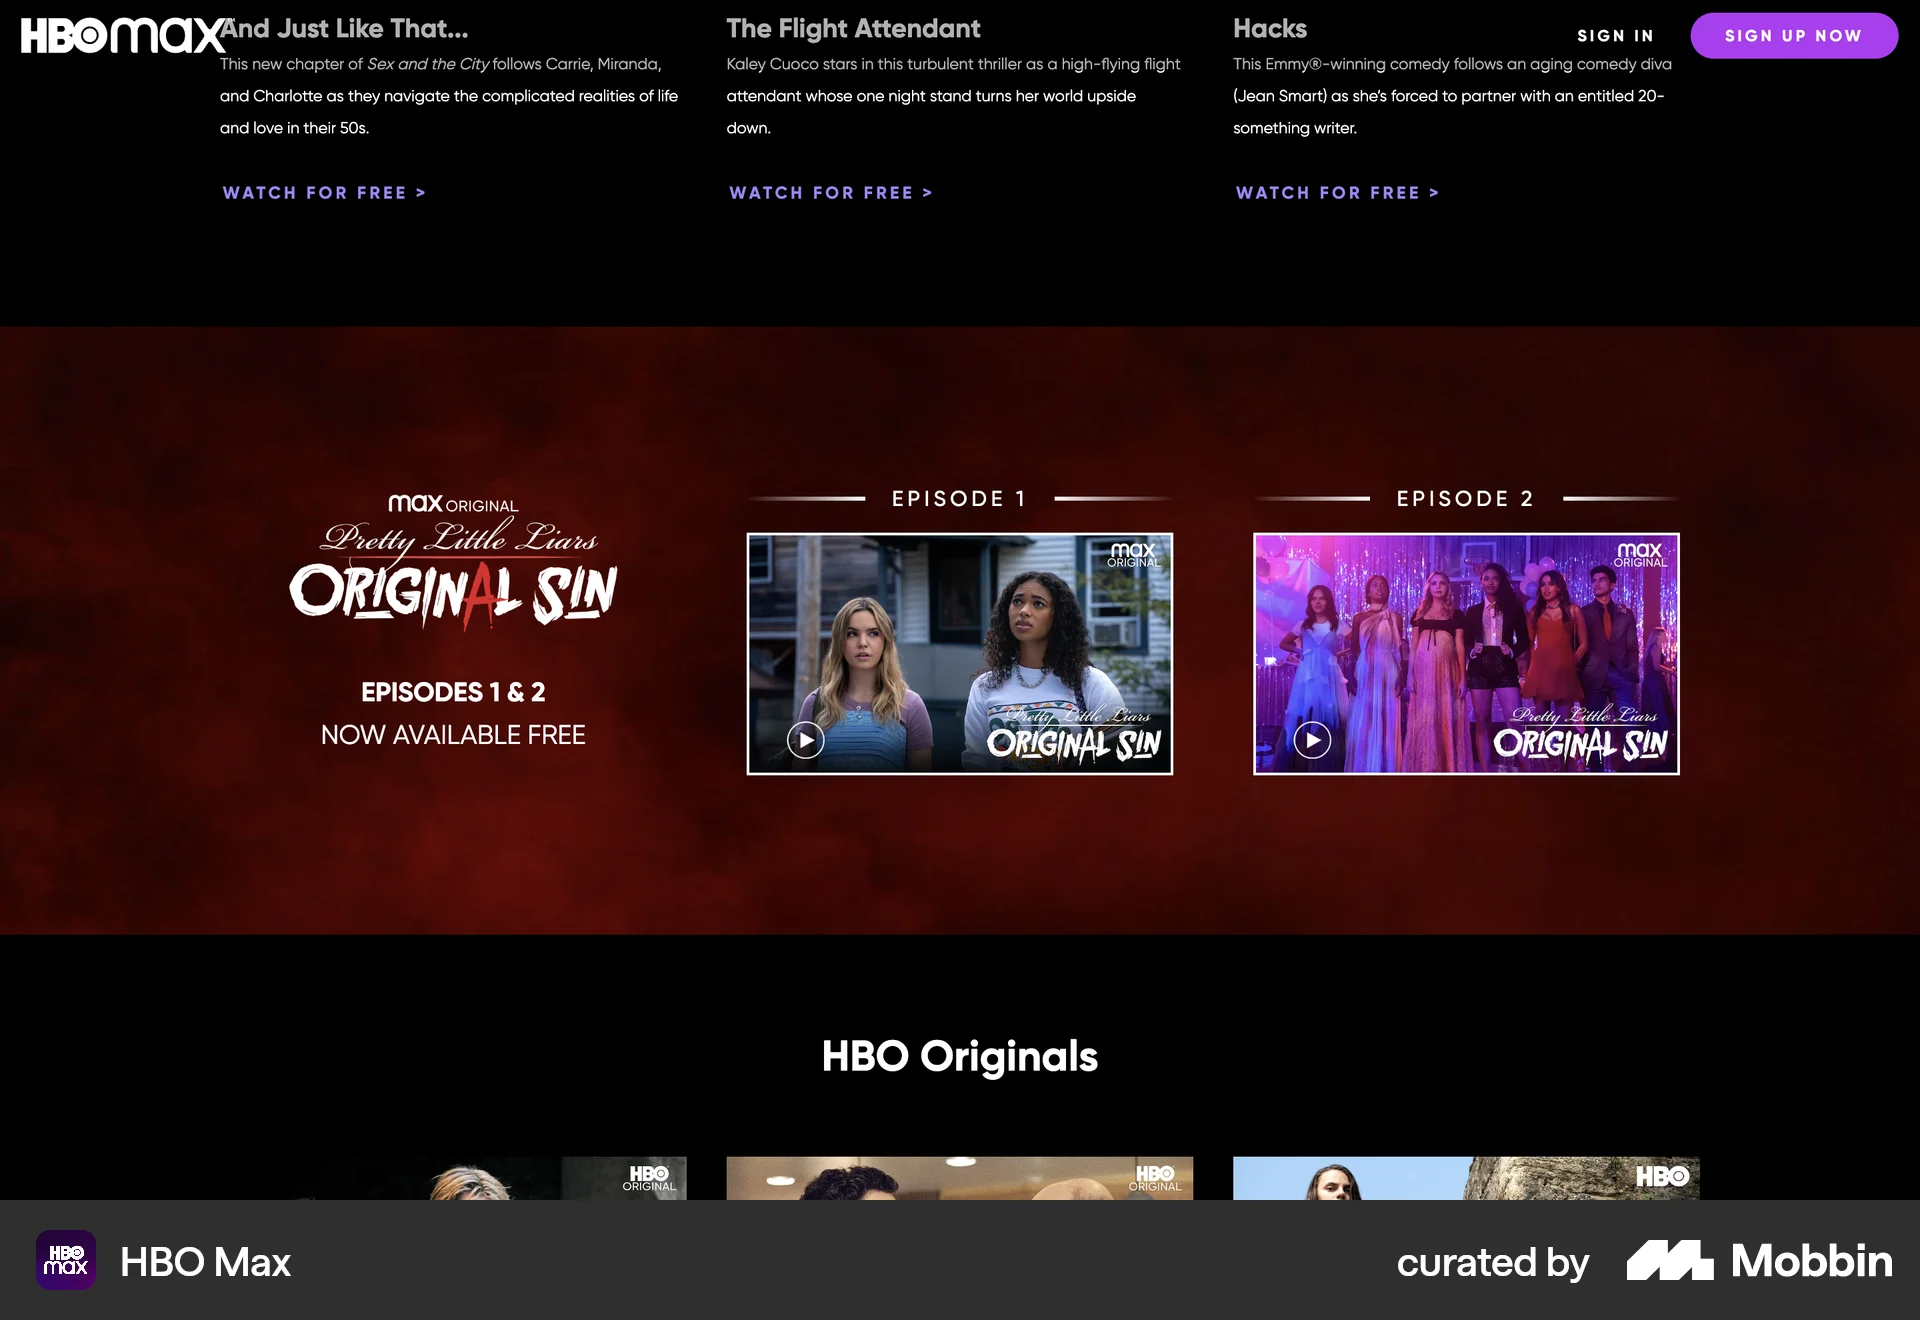 HBOmax
SIGN IN
SIGN UP NOW
And Just Like That...
This new chapter of Sex and the City follows Carrie, Miranda,
and Charlotte as they navigate the complicated realities of life
and love in their 50s.
WATCH FOR FREE >
The Flight Attendant
Kaley Cuoco stars in this turbulent thriller as a high-flying flight
attendant whose one night stand turns her world upside
down.
WATCH FOR FREE >
Hacks
This Emmy®-winning comedy follows an aging comedy diva
(Jean Smart) as she's forced to partner with an entitled 20-
something writer.
WATCH FOR FREE >
max ORIGINAL
Pretty Little Liars
ORIGINAL SIN
EPISODES 1 & 2
NOW AVAILABLE FREE
EPISODE 1
max
ORIGINAL
Pretty Little Liars
ORIGINAL SIN
EPISODE 2
max
ORIGINAL
Pretty Little Liars
ORIGINAL SIN
HBO Originals
HBO
ORIGINAL
HBO
ORIGINAL
HBO
HBO
max
HBO Max
curated by
Mobbin